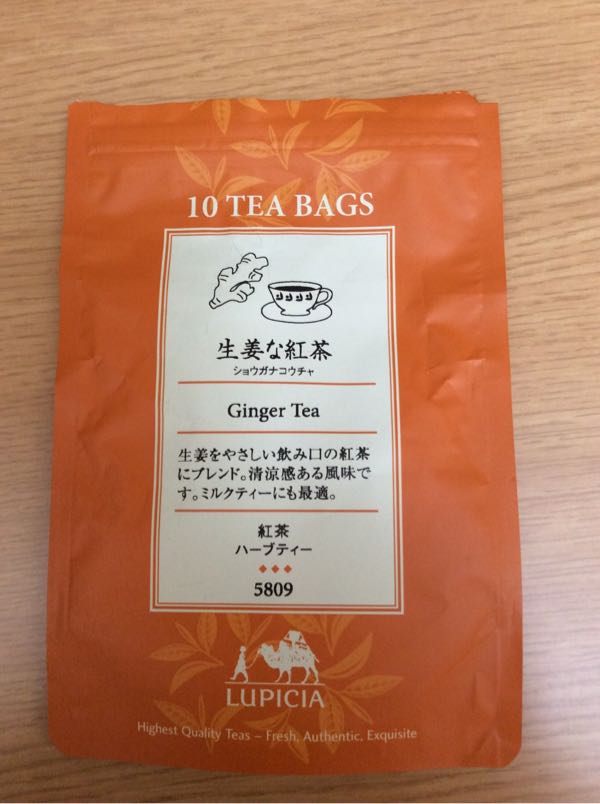 10 TEA BAGS
生姜な紅茶
ショウガナコウチャ
Ginger Tea
生姜をやさしい飲み口の紅茶
にブレンド。清涼感ある風味で
す。ミルクティーにも最適。
紅茶
ハーブティー
◆◆◆
5809
LUPICIA
Highest Quality Teas – Fresh, Authentic, Exquisite